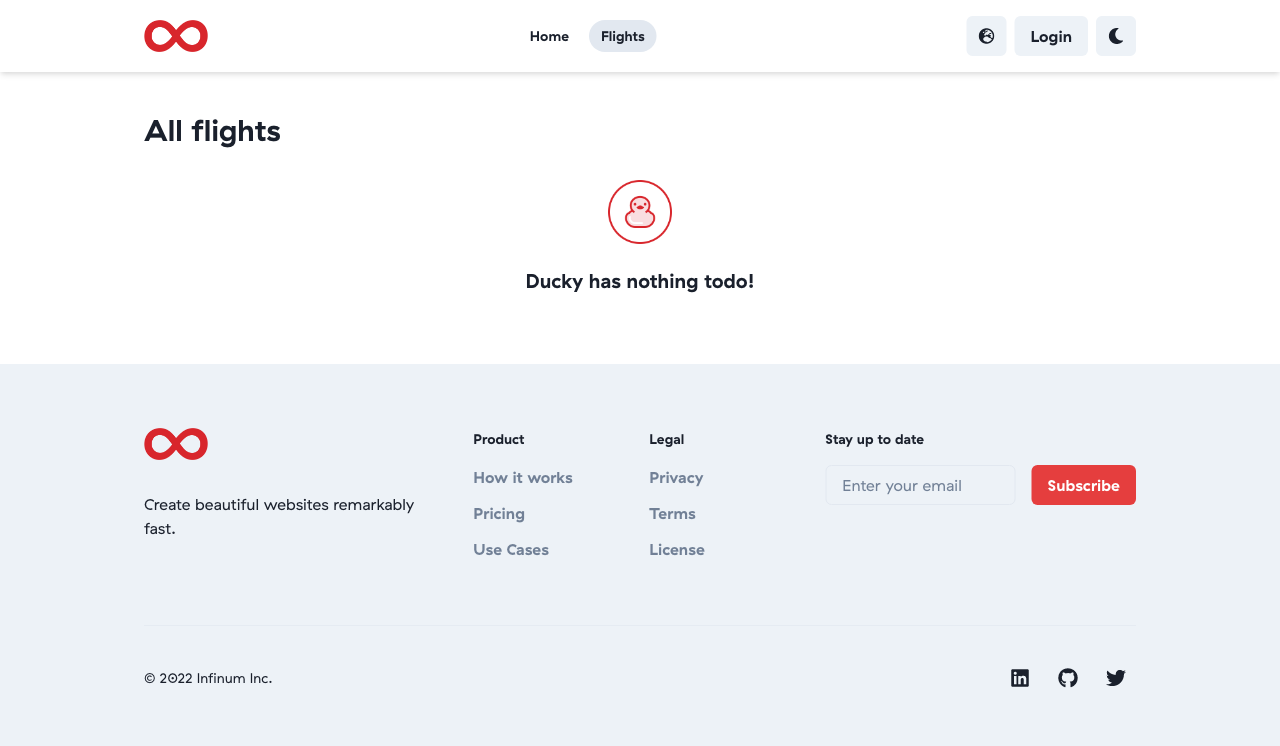 Home
Flights
Login
All flights
Ducky has nothing todo!
Create beautiful websites remarkably
fast.
Product
How it works
Pricing
Use Cases
Legal
Privacy
Terms
License
Stay up to date
Enter your email
Subscribe
© 2022 Infinum Inc.